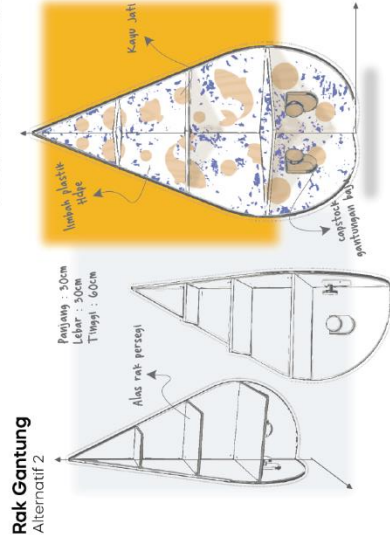 Rak Gantung
Alternatif 2
Panjang : 30cm
Lebar : 30cm
Tinggi : 60cm
Alas rak persegi
limbah plastik
Hdpe
Kayu Jati
capstock
gantungan baju